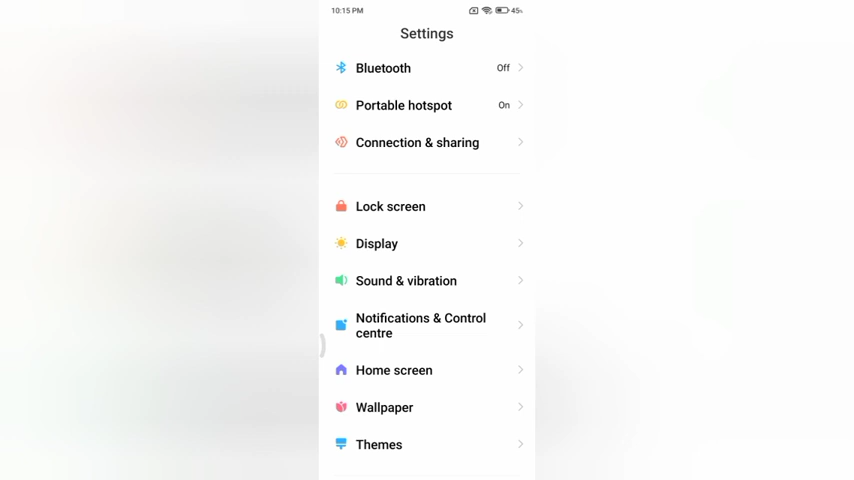 10:15 PM
45%
Settings
Bluetooth Off
Portable hotspot On
Connection & sharing
Lock screen
Display
Sound & vibration
Notifications & Control
centre
Home screen
Wallpaper
Themes